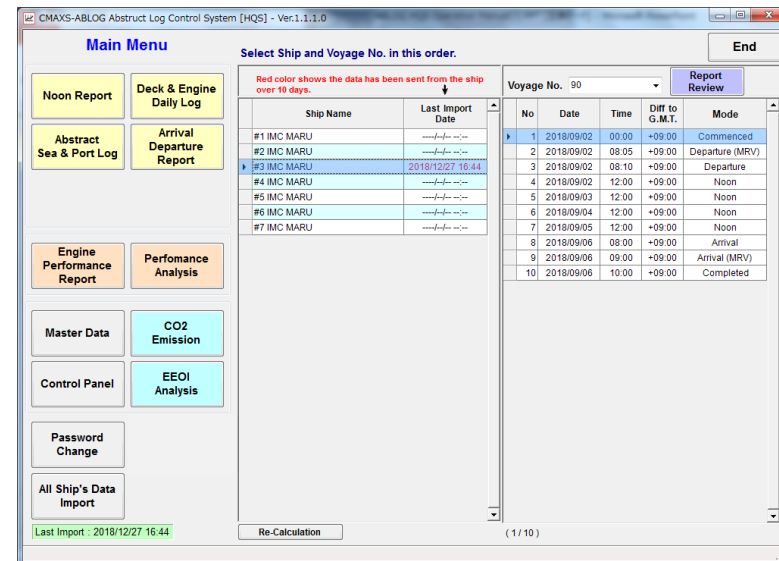 CMAXS-ABLOG Abstruct Log Control System [HQS] - Ver.1.1.1.0
Main Menu
Select Ship and Voyage No. in this order.
End
Noon Report
Deck & Engine
Daily Log
Abstract
Sea & Port Log
Arrival
Departure
Report
Engine
Performance
Report
Perfomance
Analysis
Master Data
CO2
Emission
Control Panel
EEOI
Analysis
Password
Change
All Ship's Data
Import
Last Import : 2018/12/27 16:44
Red color shows the data has been sent from the ship
over 10 days.
Ship Name Last Import
Date
#1 IMC MARU ----/--/-- --:--
#2 IMC MARU ----/--/-- --:--
#3 IMC MARU 2018/12/27 16:44
#4 IMC MARU ----/--/-- --:--
#5 IMC MARU ----/--/-- --:--
#6 IMC MARU ----/--/-- --:--
#7 IMC MARU ----/--/-- --:--
Re-Calculation
Voyage No. 90
Report
Review
No Date Time Diff to
G.M.T. Mode
1 2018/09/02 00:00 +09:00 Commenced
2 2018/09/02 08:05 +09:00 Departure (MRV)
3 2018/09/02 08:10 +09:00 Departure
4 2018/09/02 12:00 +09:00 Noon
5 2018/09/03 12:00 +09:00 Noon
6 2018/09/04 12:00 +09:00 Noon
7 2018/09/05 12:00 +09:00 Noon
8 2018/09/06 08:00 +09:00 Arrival
9 2018/09/06 09:00 +09:00 Arrival (MRV)
10 2018/09/06 10:00 +09:00 Completed
( 1 / 10 )